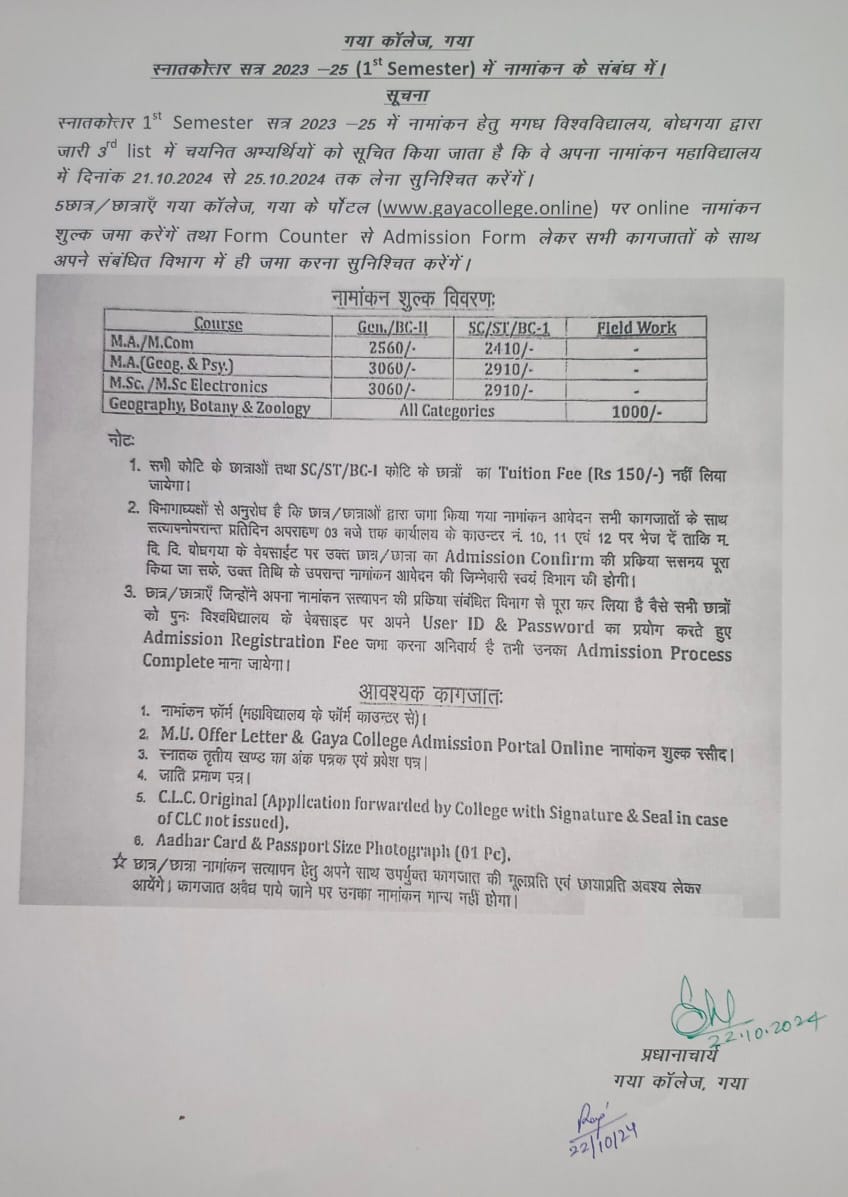 गया कॉलेज, गया
स्नातकोत्तर सत्र 2023 –25 (1st Semester) में नामांकन के संबंध में।
सूचना
स्नातकोत्तर 1st Semester सत्र 2023 –25 में नामांकन हेतु मगध विश्वविद्यालय, बोधगया द्वारा
जारी 3rd list में चयनित अभ्यर्थियों को सूचित किया जाता है कि वे अपना नामांकन महाविद्यालय
में दिनांक 21.10.2024 से 25.10.2024 तक लेना सुनिश्चित करेंगें।
5छात्र/छात्राएँ गया कॉलेज, गया के पोर्टल (www.gayacollege.online) पर online नामांकन
शुल्क जमा करेंगें तथा Form Counter से Admission Form लेकर सभी कागजातों के साथ
अपने संबंधित विभाग में ही जमा करना सुनिश्चित करेंगें।
नामांकन शुल्क विवरणः
Course Gen./BC-II SC/ST/BC-1 Field Work
M.A./M.Com 2560/- 2410/- -
M.A.(Geog. & Psy.) 3060/- 2910/- -
M.Sc. /M.Sc Electronics 3060/- 2910/- -
Geography, Botany & Zoology All Categories 1000/-
नोटः
1. सभी कोटि के छात्राओं तथा SC/ST/BC-I कोटि के छात्रों का Tuition Fee (Rs 150/-) नहीं लिया
जायेगा।
2. विभागाध्यक्षों से अनुरोध है कि छात्र/छात्राओं द्वारा जमा किया गया नामांकन आवेदन सभी कागजातों के साथ
सत्यापनोपरान्त प्रतिदिन अपराहण 03 बजे तक कार्यालय के काउन्टर नं. 10, 11 एवं 12 पर भेज दें ताकि म.
वि. वि. बोधगया के वेबसाईट पर उक्त छात्र/छात्रा का Admission Confirm की प्रकिया ससमय पूरा
किया जा सके, उक्त तिथि के उपरान्त नामांकन आवेदन की जिम्मेवारी स्वयं विभाग की होगी।
3. छात्र/छात्राएँ जिन्होंने अपना नामांकन सत्यापन की प्रकिया संबंधित विभाग से पूरा कर लिया है वैसे सभी छात्रों
को पुनः विश्वविद्यालय के वेबसाइट पर अपने User ID & Password का प्रयोग करते हुए
Admission Registration Fee जमा करना अनिवार्य है तभी उनका Admission Process
Complete माना जायेगा।
आवश्यक कागजातः
1. नामांकन फॉर्म (महाविद्यालय के फॉर्म काउन्टर से)।
2. M.U. Offer Letter & Gaya College Admission Portal Online नामांकन शुल्क रसीद।
3. स्नातक तृतीय खण्ड का अंक पत्रक एवं प्रवेश पत्र|
4. जाति प्रमाण पत्र।
5. C.L.C. Original (Application forwarded by College with Signature & Seal in case
of CLC not issued).
6. Aadhar Card & Passport Size Photograph (01 Pc).
☆ छात्र/छात्रा नामांकन सत्यापन हेतु अपने साथ उपर्युक्त कागजात की मूलप्रति एवं छायाप्रति अवश्य लेकर
आयेंगे। कागजात अवैध पाये जाने पर उनका नामांकन मान्य नहीं होगा|
22.10.2024
प्रधानाचार्य
गया कॉलेज, गया
22/10/24